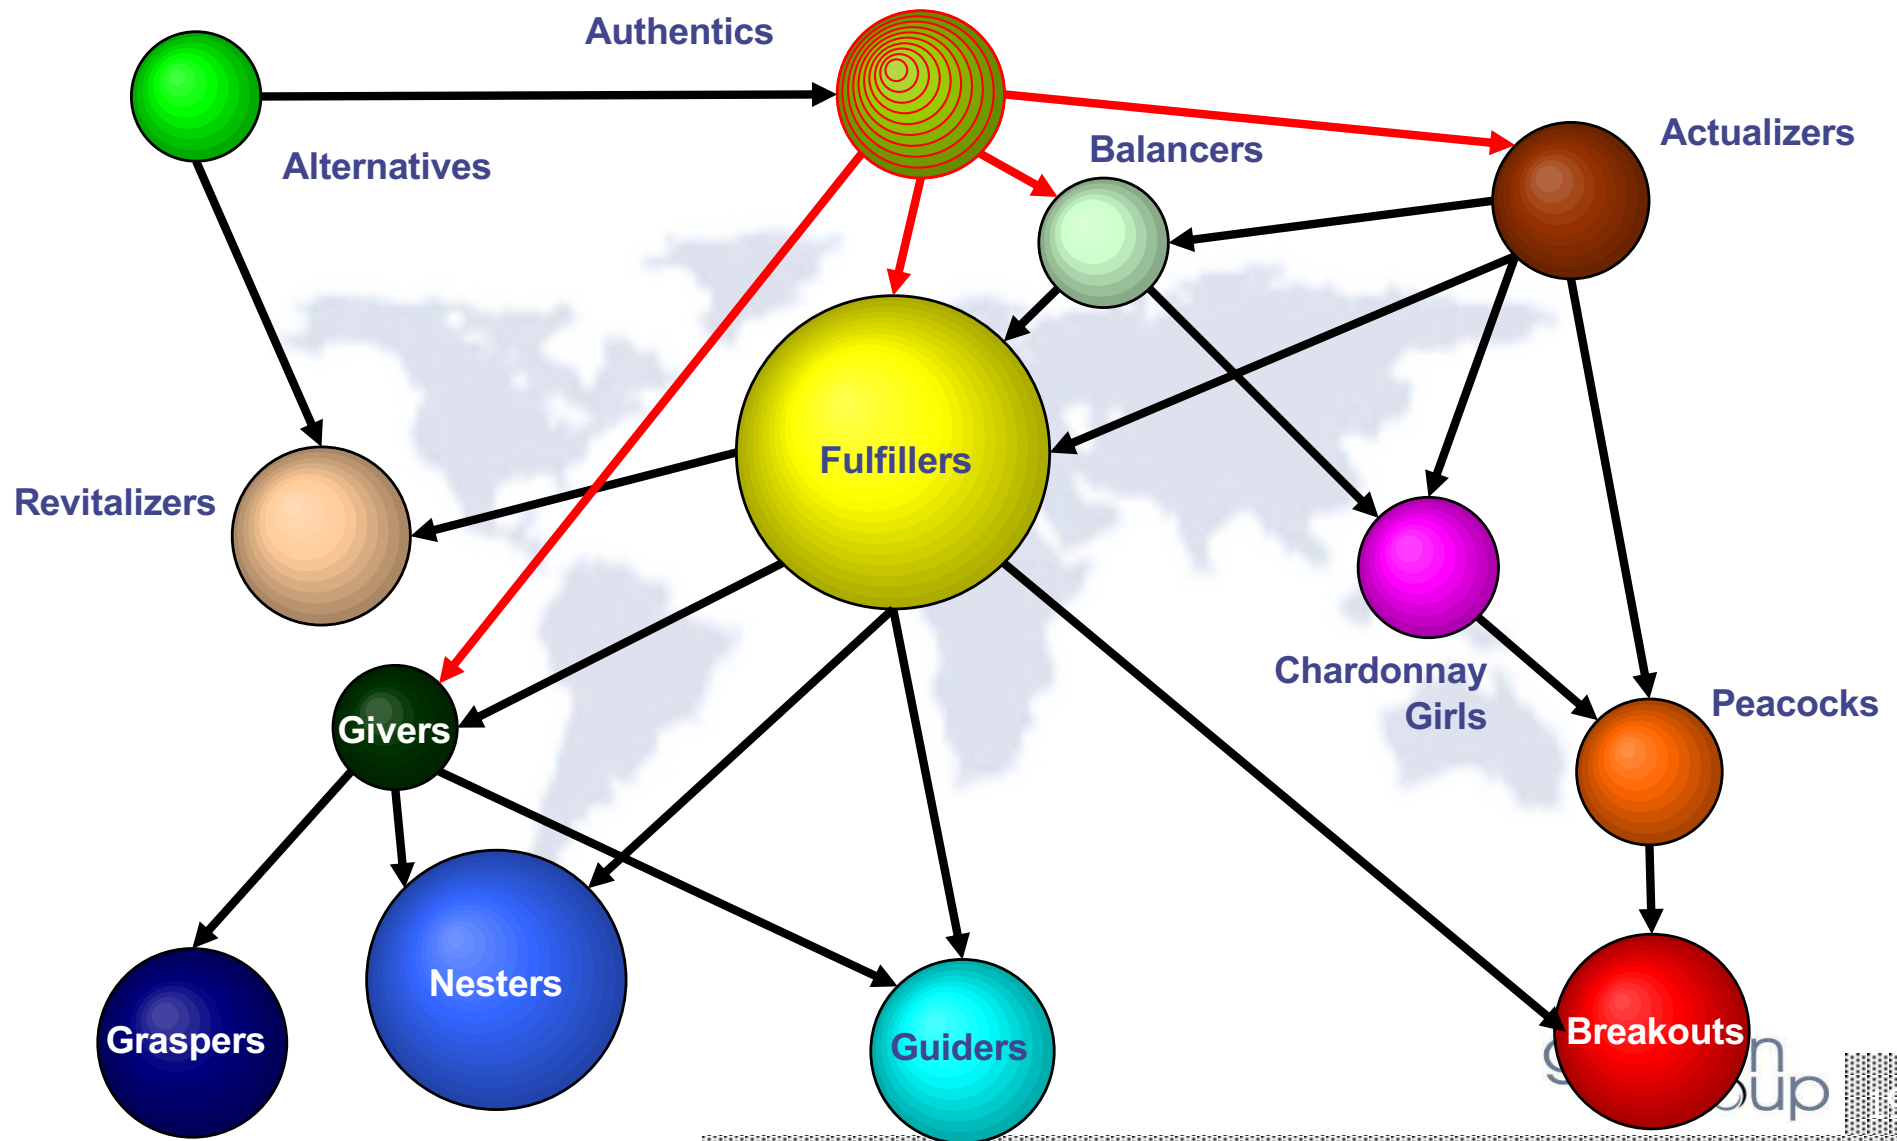 Authentics
Alternatives
Balancers
Actualizers
Fulfillers
Revitalizers
Chardonnay
Girls
Peacocks
Givers
Nesters
Graspers
Guiders
Breakouts